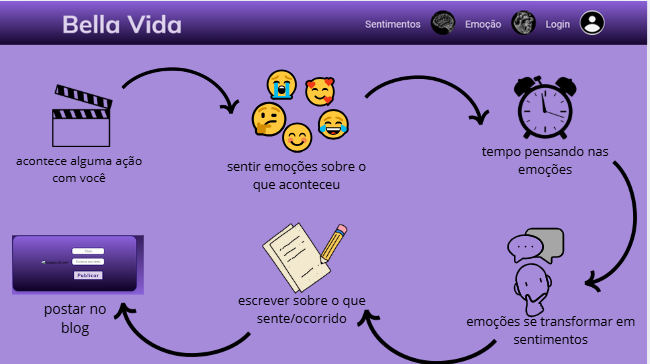 Bella Vida
Sentimentos
Emoção
Login
acontece alguma ação
com você
sentir emoções sobre o
que aconteceu
tempo pensando nas
emoções
emoções se transformar em
sentimentos
escrever sobre o que
sente/ocorrido
Publicar
postar no
blog